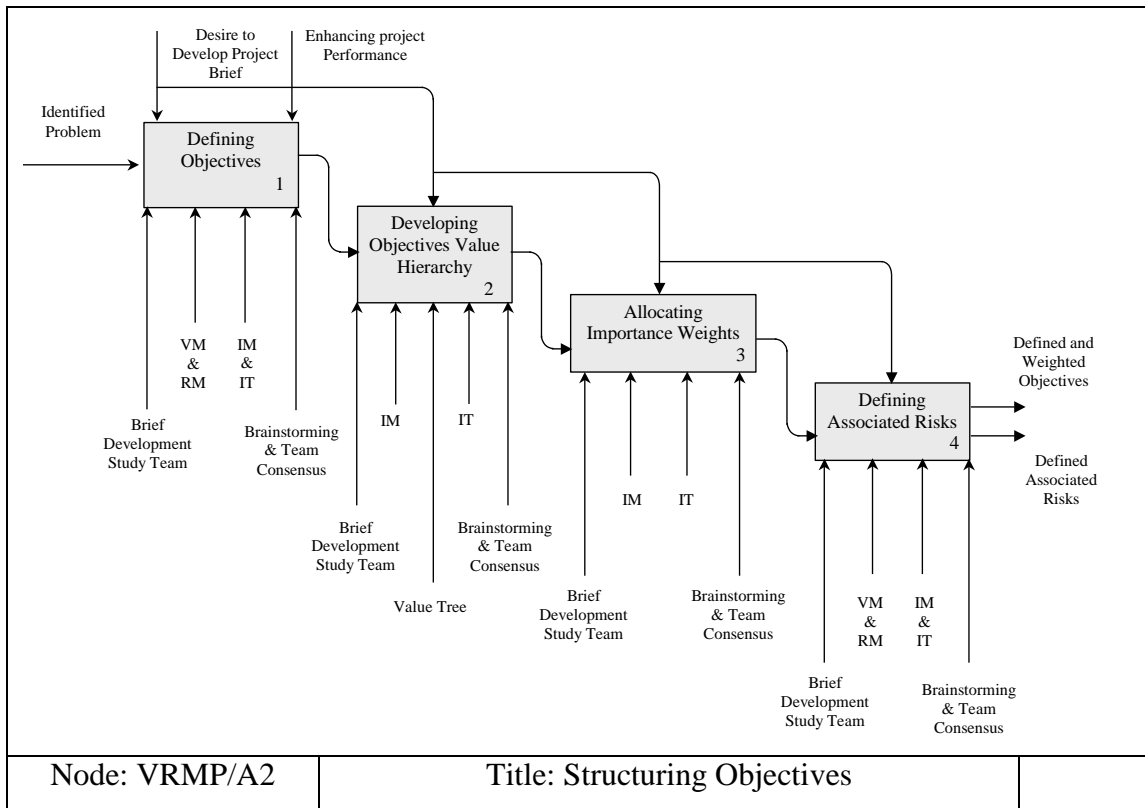 Desire to
Develop Project
Brief
Enhancing project
Performance
Identified
Problem
Defining
Objectives
1
Developing
Objectives Value
Hierarchy
2
Allocating
Importance Weights
3
Defining
Associated Risks
4
Defined and
Weighted
Objectives
Defined
Associated
Risks
VM
&
RM
IM
&
IT
Brief
Development
Study Team
Brainstorming
& Team
Consensus
IM
IT
Brief
Development
Study Team
Value Tree
Brainstorming
& Team
Consensus
IM
IT
Brief
Development
Study Team
Brainstorming
& Team
Consensus
VM
&
RM
IM
&
IT
Brief
Development
Study Team
Brainstorming
& Team
Consensus
Node: VRMP/A2
Title: Structuring Objectives